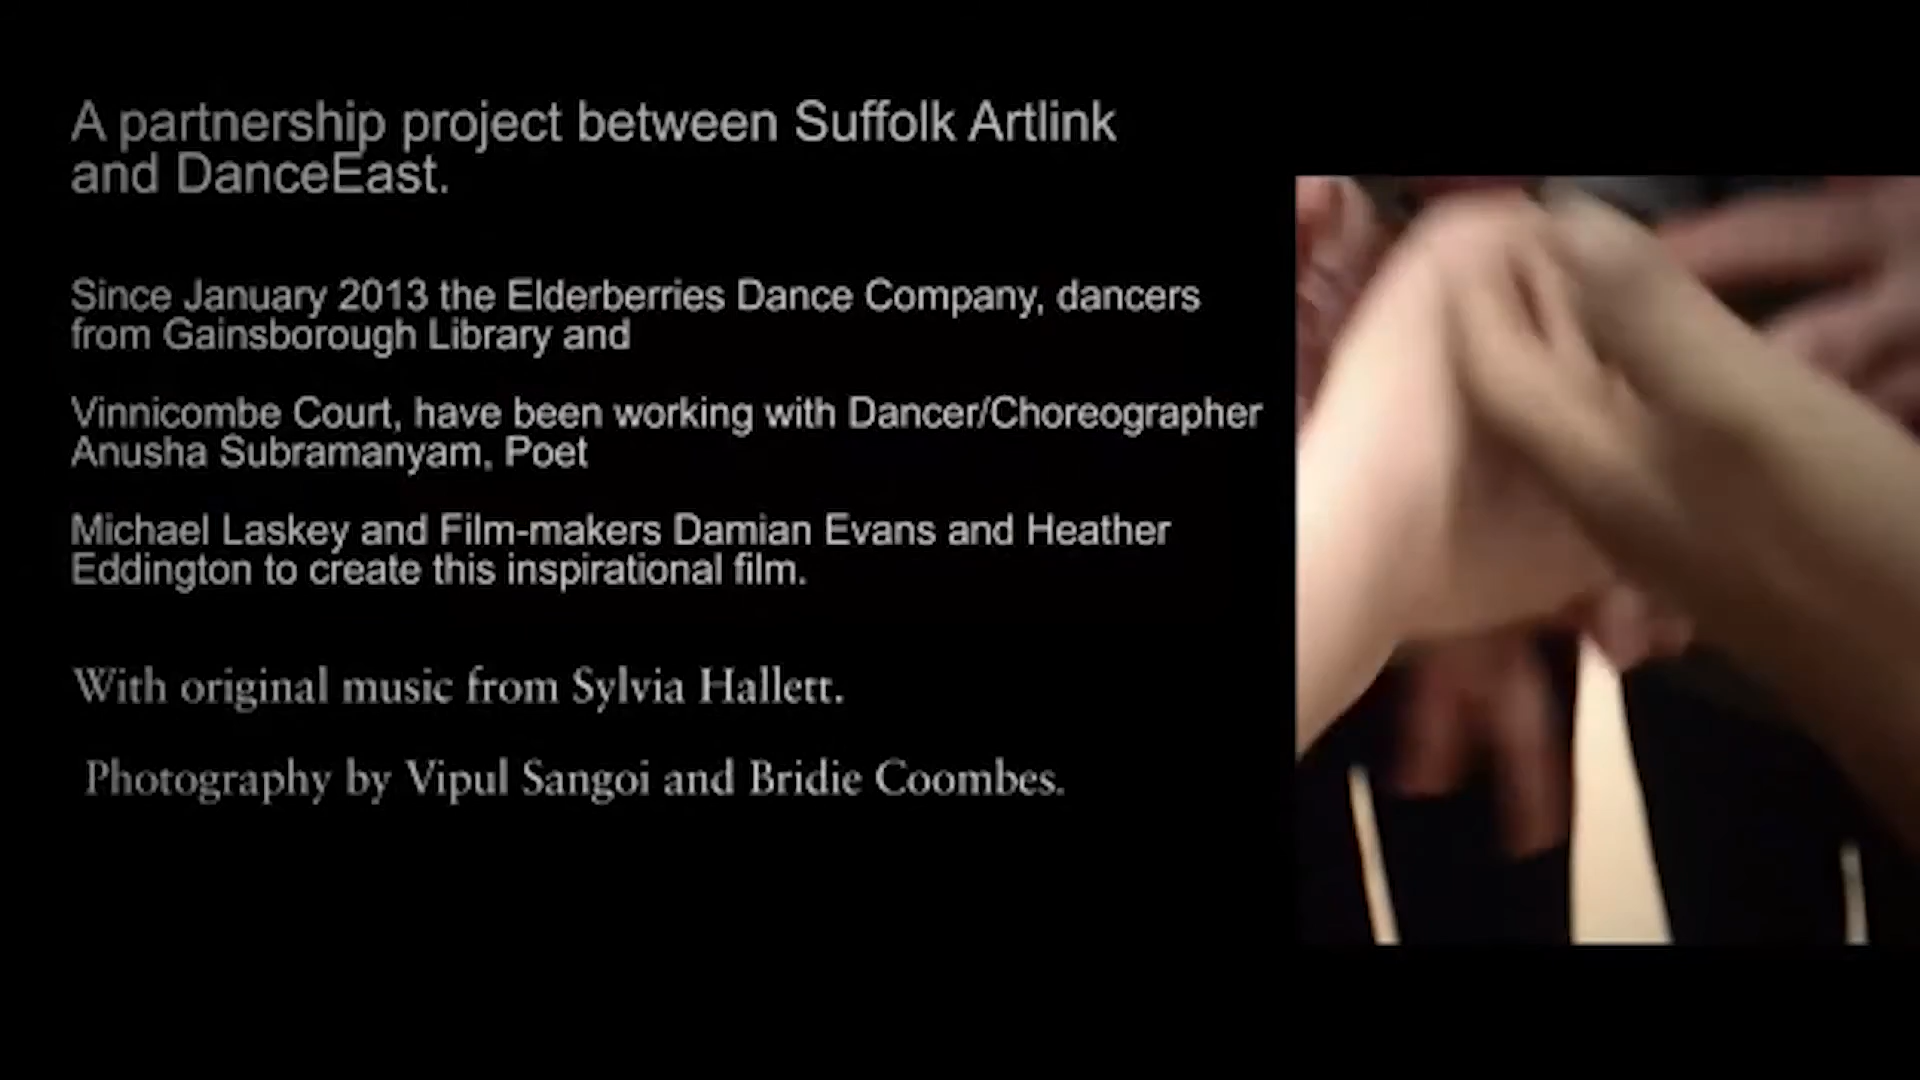 A partnership project between Suffolk Artlink
and DanceEast.
Since January 2013 the Elderberries Dance Company, dancers
from Gainsborough Library and
Vinnicombe Court, have been working with Dancer/Choreographer
Anusha Subramanyam, Poet
Michael Laskey and Film-makers Damian Evans and Heather
Eddington to create this inspirational film.
With original music from Sylvia Hallett.
Photography by Vipul Sangoi and Bridie Coombes.